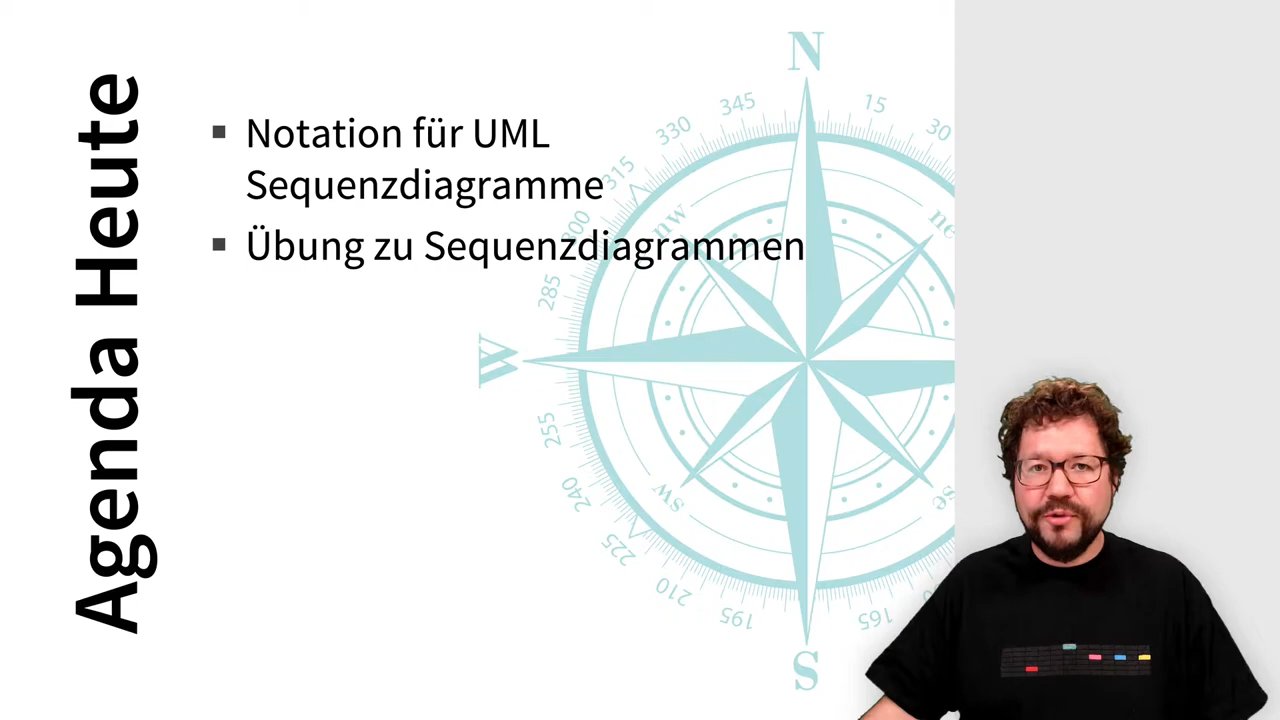 Agenda Heute
Notation für UML
Sequenzdiagramme
Übung zu Sequenzdiagrammen
N
345
15
330
30
315
nw
ne
300
285
W
255
sw
se
240
225
210
195
165
S